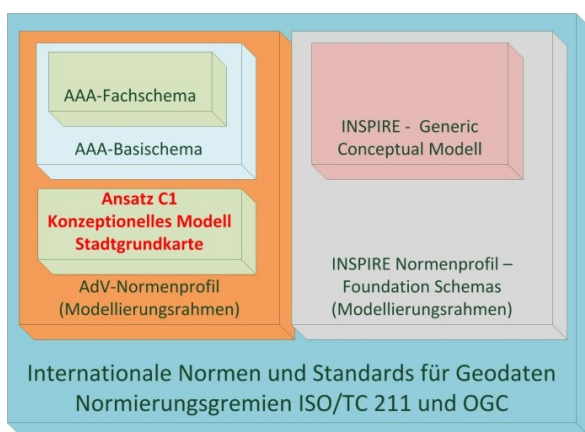 AAA-Fachschema
AAA-Basischema
Ansatz C1
Konzeptionelles Modell
Stadtgrundkarte
AdV-Normenprofil
(Modellierungsrahmen)
INSPIRE - Generic
Conceptual Modell
INSPIRE Normenprofil –
Foundation Schemas
(Modellierungsrahmen)
Internationale Normen und Standards für Geodaten
Normierungsgremien ISO/TC 211 und OGC